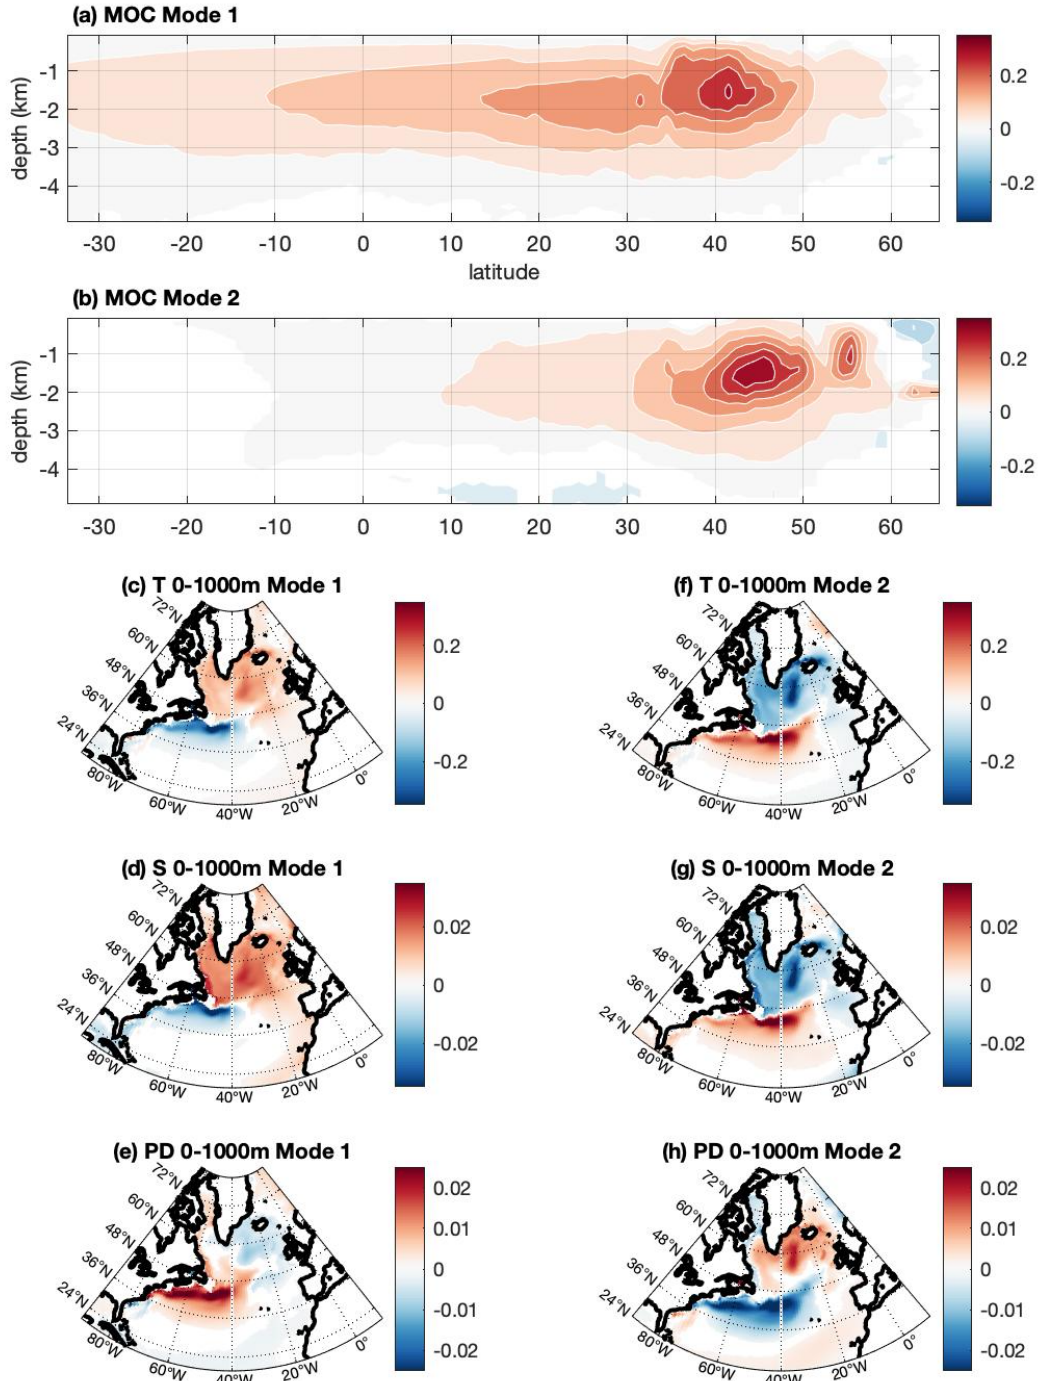 (a) MOC Mode 1
depth (km)
-1
-2
-3
-4
0.2
0
-0.2
-30 -20 -10 0 10 20 30 40 50 60
latitude
(b) MOC Mode 2
depth (km)
-1
-2
-3
-4
0.2
0
-0.2
-30 -20 -10 0 10 20 30 40 50 60
(c) T 0-1000m Mode 1
72°N
60°N
48°N
36°N
24°N
80°W
60°W
40°W
20°W
0°
0.2
0
-0.2
(f) T 0-1000m Mode 2
72°N
60°N
48°N
36°N
24°N
80°W
60°W
40°W
20°W
0°
0.2
0
-0.2
(d) S 0-1000m Mode 1
72°N
60°N
48°N
36°N
24°N
80°W
60°W
40°W
20°W
0°
0.02
0
-0.02
(g) S 0-1000m Mode 2
72°N
60°N
48°N
36°N
24°N
80°W
60°W
40°W
20°W
0°
0.02
0
-0.02
(e) PD 0-1000m Mode 1
72°N
60°N
48°N
36°N
24°N
80°W
60°W
40°W
20°W
0°
0.02
0.01
0
-0.01
-0.02
(h) PD 0-1000m Mode 2
72°N
60°N
48°N
36°N
24°N
80°W
60°W
40°W
20°W
0°
0.02
0.01
0
-0.01
-0.02